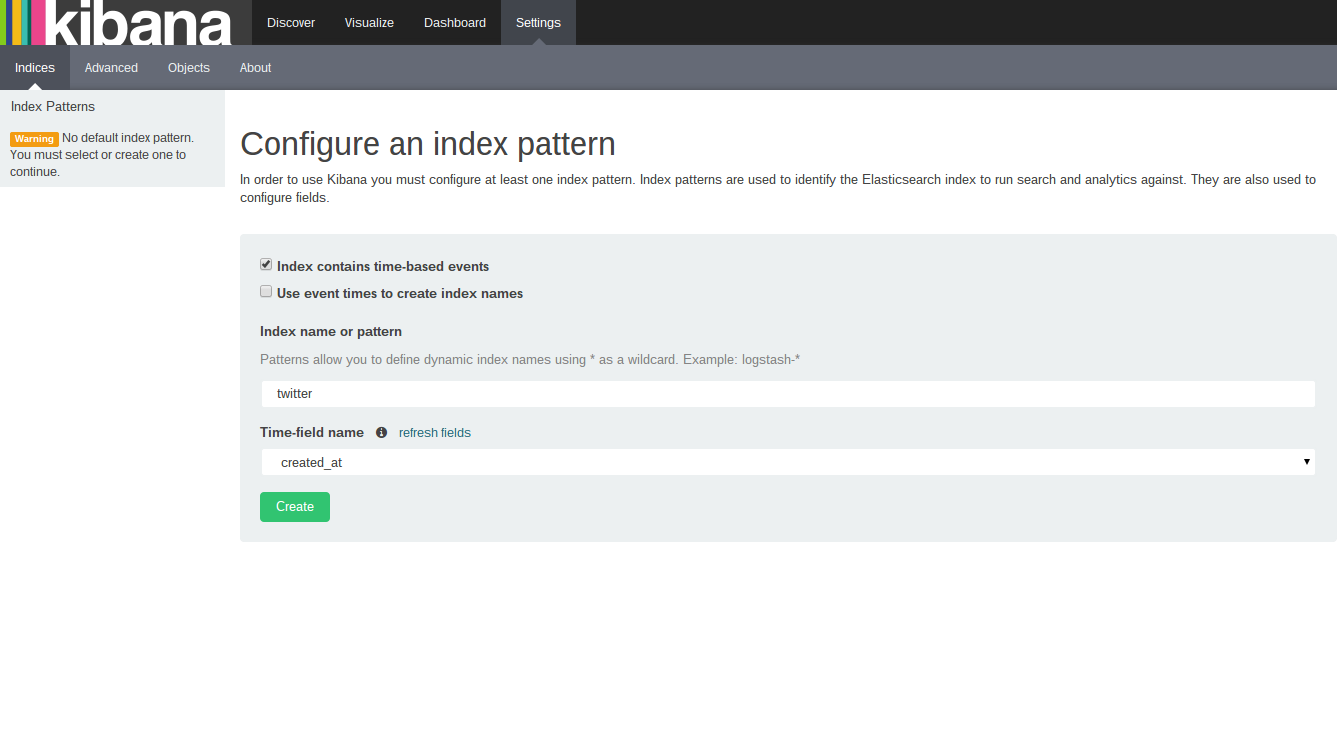 kibana Discover Visualize Dashboard Settings
Indices Advanced Objects About
Index Patterns
Warning No default index pattern.
You must select or create one to
continue.
Configure an index pattern
In order to use Kibana you must configure at least one index pattern. Index patterns are used to identify the Elasticsearch index to run search and analytics against. They are also used to
configure fields.
Index contains time-based events
Use event times to create index names
Index name or pattern
Patterns allow you to define dynamic index names using * as a wildcard. Example: logstash-*
twitter
Time-field name refresh fields
created_at
Create